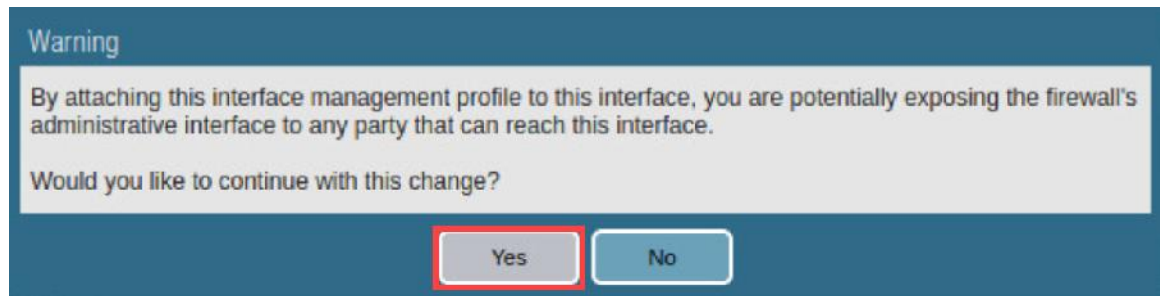 Warning
By attaching this interface management profile to this interface, you are potentially exposing the firewall's
administrative interface to any party that can reach this interface.
Would you like to continue with this change?
Yes No